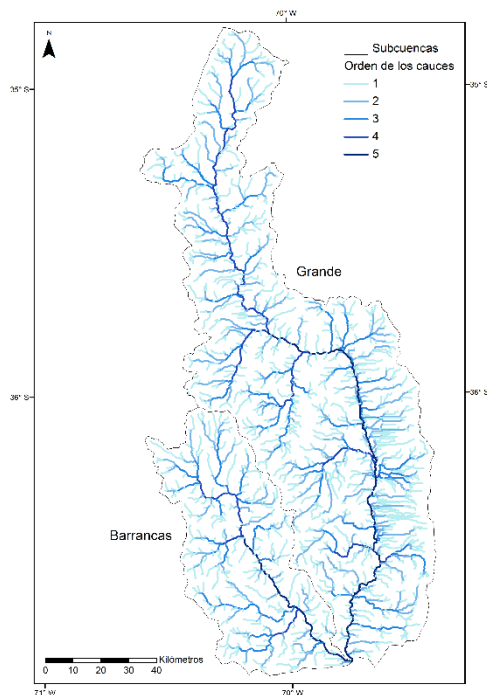 70° W
N
Subcuencas
Orden de los cauces
1
2
3
4
5
35° S
35° S
Grande
36° S
36° S
Barrancas
0 10 20 30 40 Kilómetros
71° W
70° W